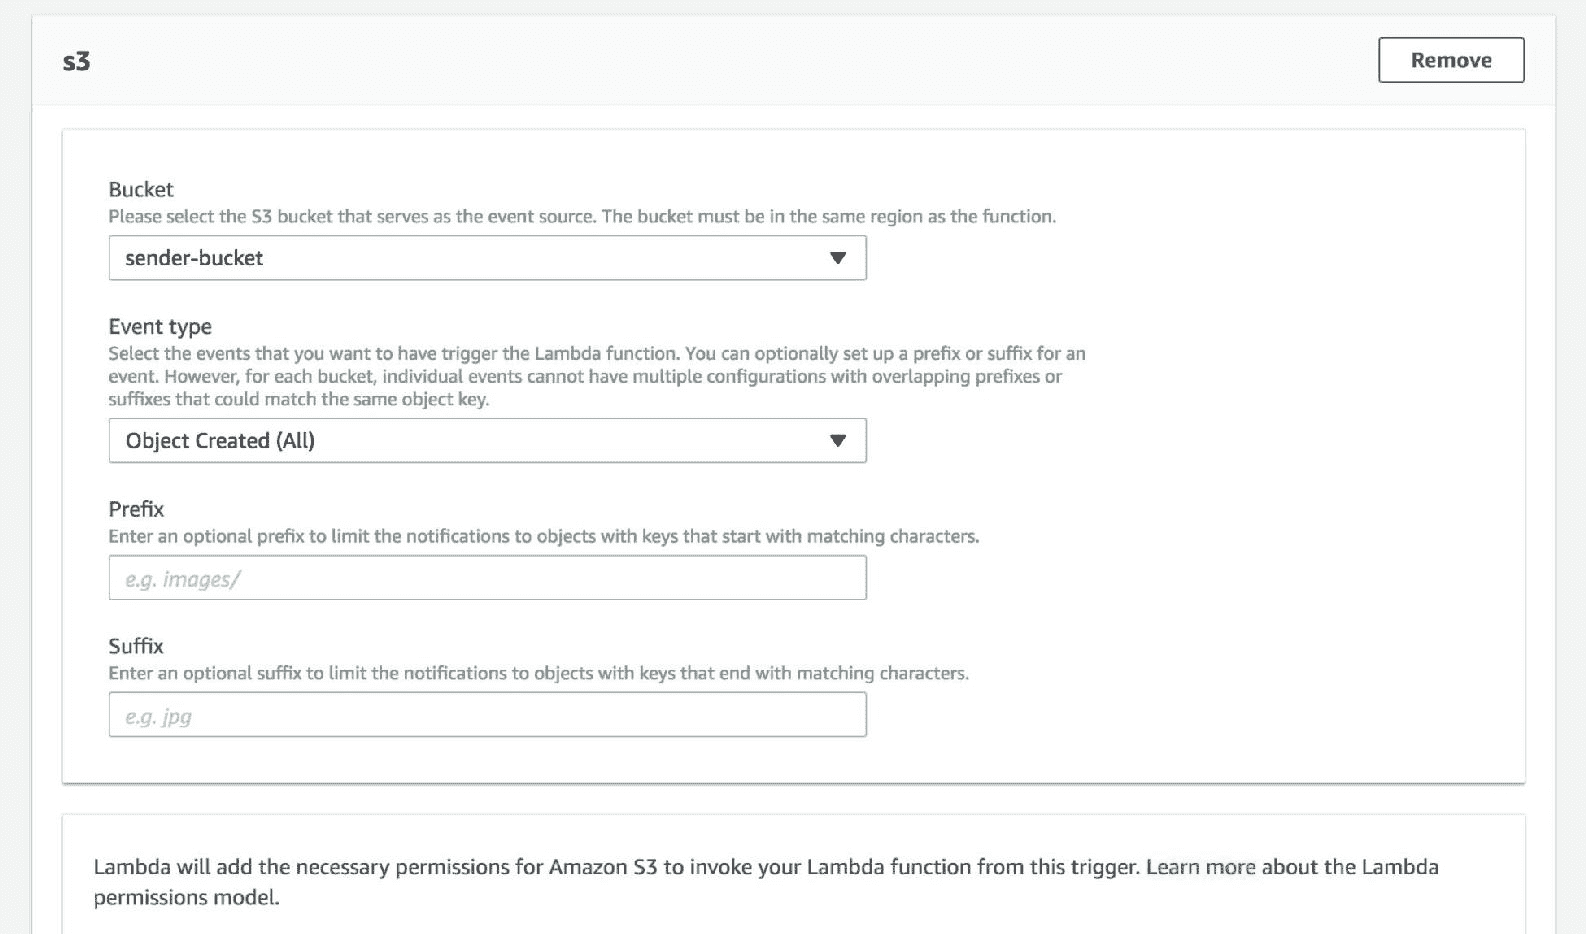 s3
Remove
Bucket
Please select the S3 bucket that serves as the event source. The bucket must be in the same region as the function.
sender-bucket
Event type
Select the events that you want to have trigger the Lambda function. You can optionally set up a prefix or suffix for an
event. However, for each bucket, individual events cannot have multiple configurations with overlapping prefixes or
suffixes that could match the same object key.
Object Created (All)
Prefix
Enter an optional prefix to limit the notifications to objects with keys that start with matching characters.
e.g. images/
Suffix
Enter an optional suffix to limit the notifications to objects with keys that end with matching characters.
e.g. jpg
Lambda will add the necessary permissions for Amazon S3 to invoke your Lambda function from this trigger. Learn more about the Lambda
permissions model.